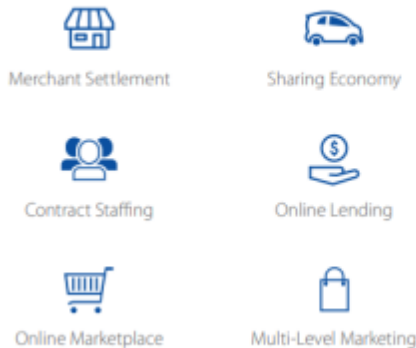 Merchant Settlement
Sharing Economy
Contract Staffing
$
Online Lending
Online Marketplace
Multi-Level Marketing